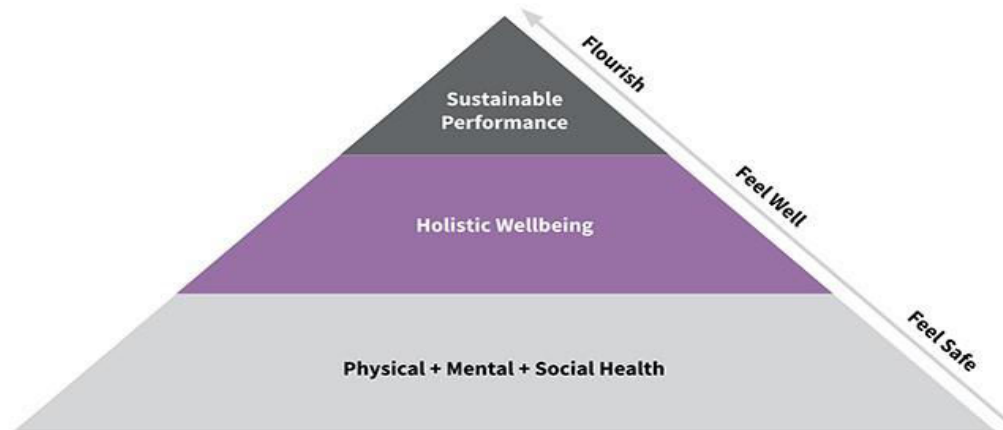 Flourish
Sustainable
Performance
Feel Well
Holistic Wellbeing
Feel Safe
Physical + Mental + Social Health